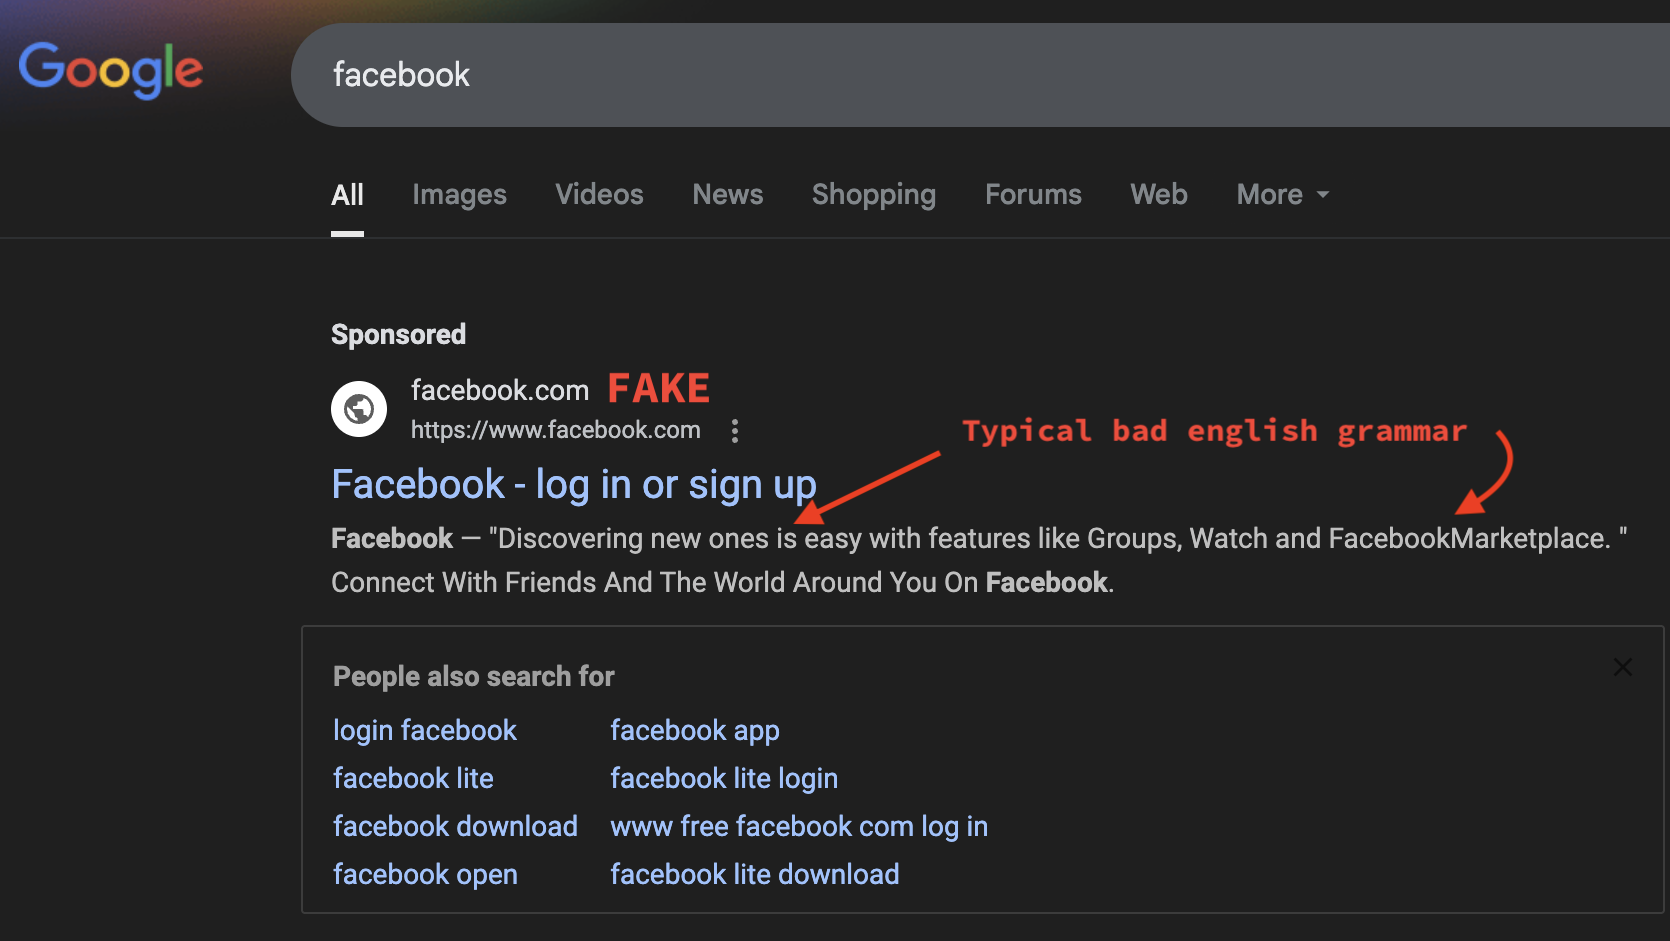 Google
facebook
All Images Videos News Shopping Forums Web More
Sponsored
facebook.com FAKE
https://www.facebook.com
Typical bad english grammar
Facebook - log in or sign up
Facebook — "Discovering new ones is easy with features like Groups, Watch and FacebookMarketplace. "
Connect With Friends And The World Around You On Facebook.
People also search for
login facebook facebook app
facebook lite facebook lite login
facebook download www free facebook com log in
facebook open facebook lite download